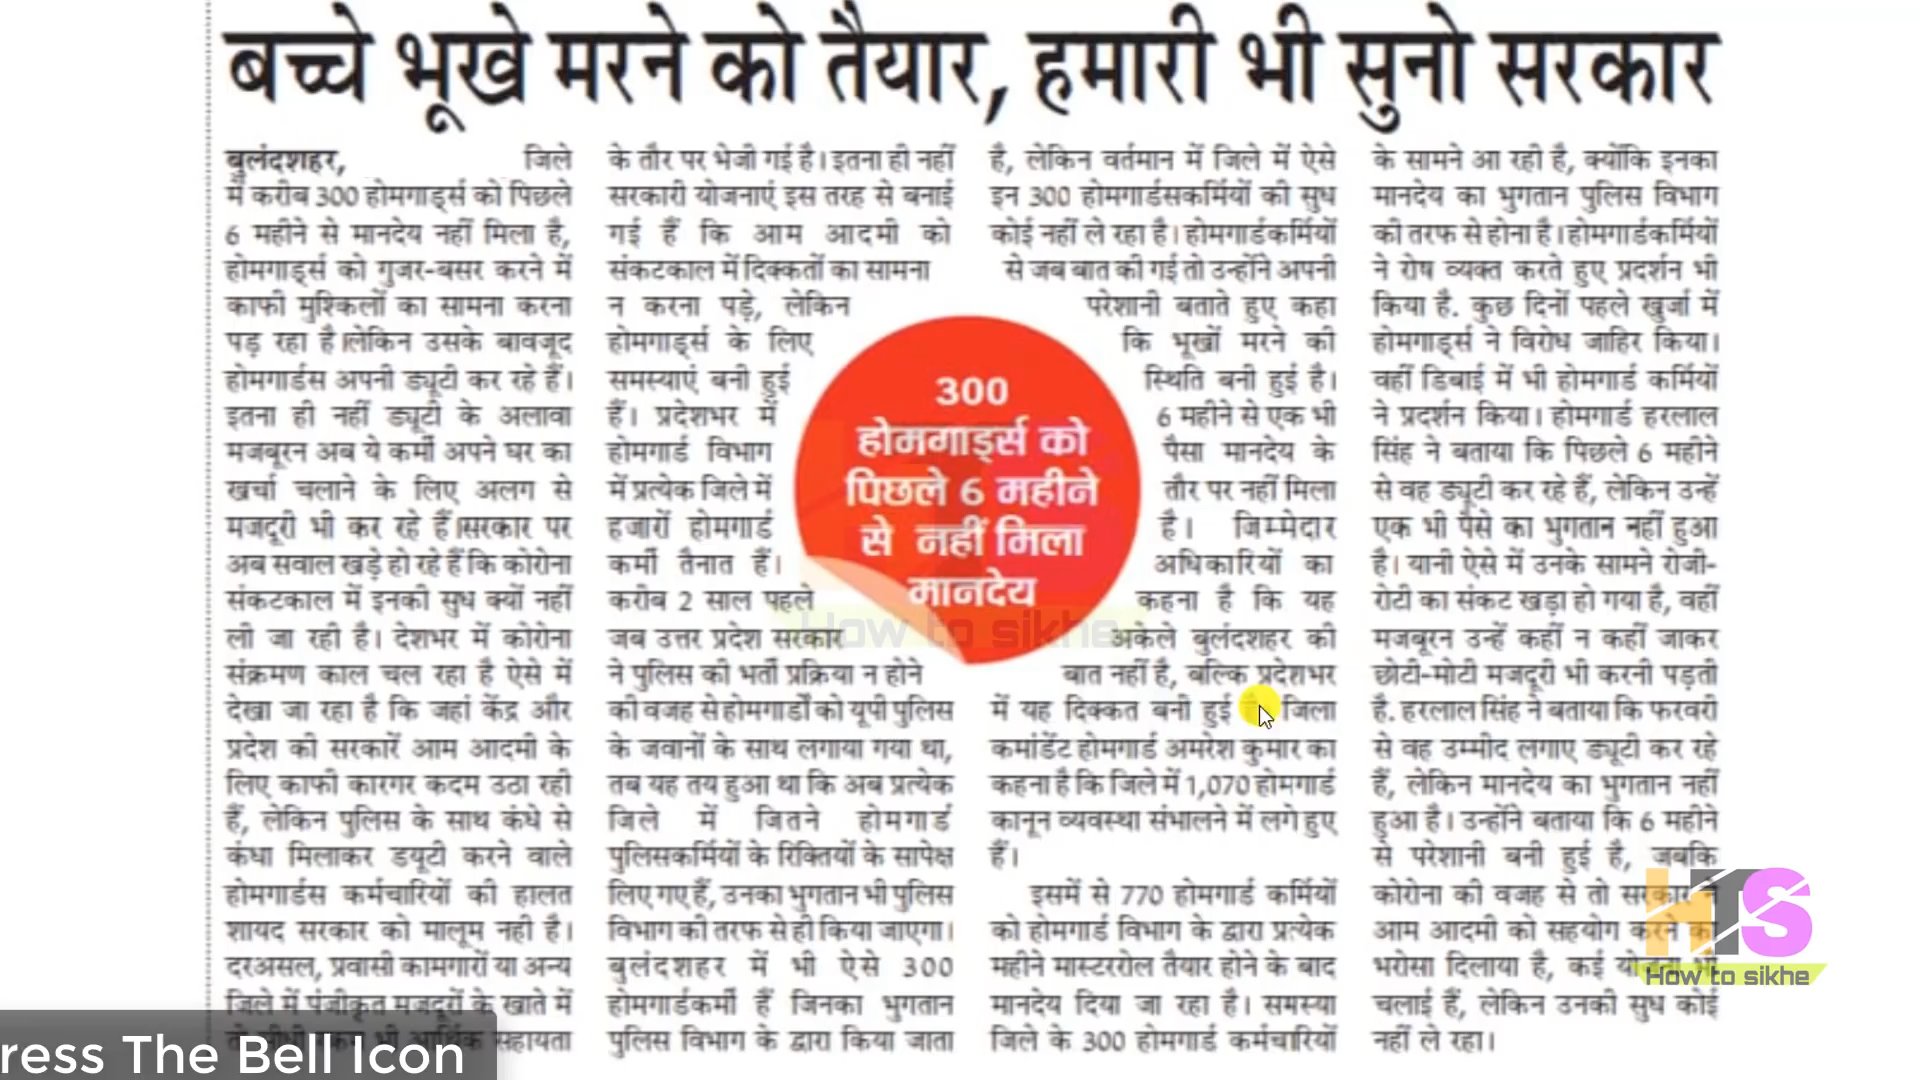 बच्चे भूखे मरने को तैयार, हमारी भी सुनो सरकार
बुलंदशहर, जिले
में करीब 300 होमगार्ड्स को पिछले
6 महीने से मानदेय नहीं मिला है,
होमगार्ड्स को गुजर-बसर करने में
काफी मुश्किलों का सामना करना
पड़ रहा है।लेकिन उसके बावजूद
होमगार्डस अपनी ड्यूटी कर रहे हैं।
इतना ही नहीं ड्यूटी के अलावा
मजबूरन अब ये कर्मी अपने घर का
खर्चा चलाने के लिए अलग से
मजदूरी भी कर रहे हैं।सरकार पर
अब सवाल खड़े हो रहे हैं कि कोरोना
संकटकाल में इनकी सुध क्यों नहीं
ली जा रही है। देशभर में कोरोना
संक्रमण काल चल रहा है ऐसे में
देखा जा रहा है कि जहां केंद्र और
प्रदेश की सरकारें आम आदमी के
लिए काफी कारगर कदम उठा रही
हैं, लेकिन पुलिस के साथ कंधे से
कंधा मिलाकर डयूटी करने वाले
होमगार्डस कर्मचारियों की हालत
शायद सरकार को मालूम नही है।
दरअसल, प्रवासी कामगारों या अन्य
जिले में पंजीकृत मजदूरों के खाते में
सहायता
के तौर पर भेजी गई है। इतना ही नहीं
सरकारी योजनाएं इस तरह से बनाई
गई हैं कि आम आदमी को
संकटकाल में दिक्कतों का सामना
न करना पड़े, लेकिन
होमगार्ड्स के लिए
समस्याएं बनी हुई
हैं। प्रदेशभर में
होमगार्ड विभाग
में प्रत्येक जिले में
हजारों होमगार्ड
कर्मी तैनात हैं।
करीब 2 साल पहले
जब उत्तर प्रदेश सरकार
ने पुलिस की भर्ती प्रक्रिया न होने
की वजह से होमगार्डों को यूपी पुलिस
के जवानों के साथ लगाया गया था,
तब यह तय हुआ था कि अब प्रत्येक
जिले में जितने होमगार्ड
पुलिसकर्मियों के रिक्तियों के सापेक्ष
लिए गए हैं, उनका भुगतान भी पुलिस
विभाग की तरफ से ही किया जाएगा।
बुलंदशहर में भी ऐसे 300
होमगार्डकर्मी हैं जिनका भुगतान
पुलिस विभाग के द्वारा किया जाता
300
होमगार्ड्स को
पिछले 6 महीने
से नहीं मिला
मानदेय
How to sikhe
है, लेकिन वर्तमान में जिले में ऐसे
इन 300 होमगार्डसकर्मियों की सुध
कोई नहीं ले रहा है। होमगार्डकर्मियों
से जब बात की गई तो उन्होंने अपनी
परेशानी बताते हुए कहा
कि भूखों मरने की
स्थिति बनी हुई है।
6 महीने से एक भी
पैसा मानदेय के
तौर पर नहीं मिला
है। जिम्मेदार
अधिकारियों का
कहना है कि यह
अकेले बुलंदशहर की
बात नहीं है, बल्कि प्रदेशभर
में यह दिक्कत बनी हुई जिला
कमांडेंट होमगार्ड अमरेश कुमार का
कहना है कि जिले में 1,070 होमगार्ड
कानून व्यवस्था संभालने में लगे हुए
हैं।
इसमें से 770 होमगार्ड कर्मियों
को होमगार्ड विभाग के द्वारा प्रत्येक
महीने मास्टररोल तैयार होने के बाद
मानदेय दिया जा रहा है। समस्या
जिले के 300 होमगार्ड कर्मचारियों
के सामने आ रही है, क्योंकि इनका
मानदेय का भुगतान पुलिस विभाग
की तरफ से होना है।होमगार्डकर्मियों
ने रोष व्यक्त करते हुए प्रदर्शन भी
किया है. कुछ दिनों पहले खुर्जा में
होमगार्ड्स ने विरोध जाहिर किया।
वहीं डिबाई में भी होमगार्ड कर्मियों
ने प्रदर्शन किया। होमगार्ड हरलाल
सिंह ने बताया कि पिछले 6 महीने
से वह ड्यूटी कर रहे हैं, लेकिन उन्हें
एक भी पैसे का भुगतान नहीं हुआ
है। यानी ऐसे में उनके सामने रोजी-
रोटी का संकट खड़ा हो गया है, वहीं
मजबूरन उन्हें कहीं न कहीं जाकर
छोटी-मोटी मजदूरी भी करनी पड़ती
है. हरलाल सिंह ने बताया कि फरवरी
से वह उम्मीद लगाए ड्यूटी कर रहे
हैं, लेकिन मानदेय का भुगतान नहीं
हुआ है। उन्होंने बताया कि 6 महीने
से परेशानी बनी हुई है, जबकि
कोरोना की वजह से तो सरकार ने
आम आदमी को सहयोग करने का
भरोसा दिलाया है, कई
चलाई हैं, लेकिन उनकी सुध कोई
नहीं ले रहा।
HTS
How to sikhe
ress The Bell Icon